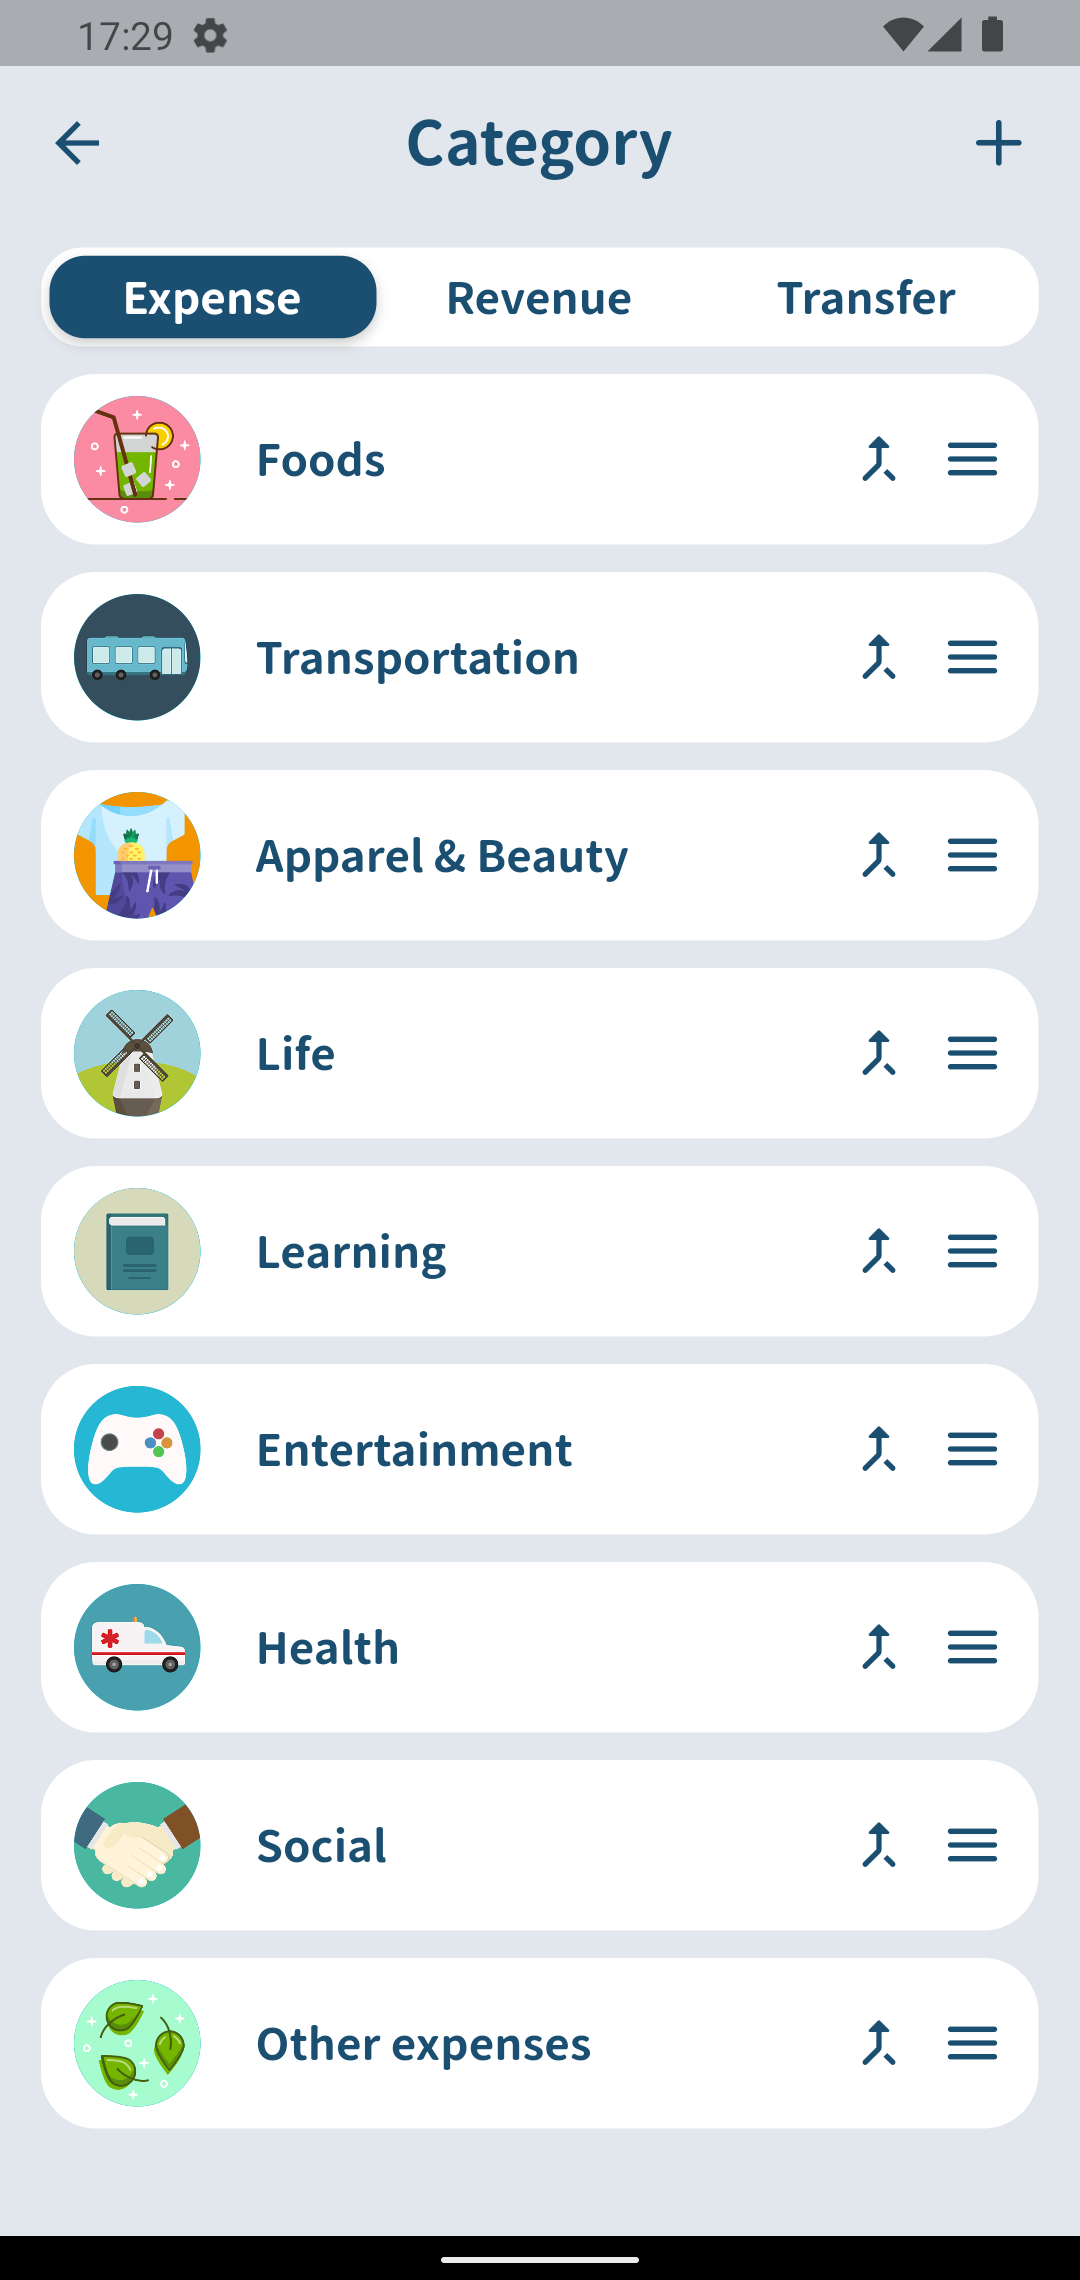 17:29
Category
Expense Revenue Transfer
Foods
Transportation
Apparel & Beauty
Life
Learning
Entertainment
Health
Social
Other expenses